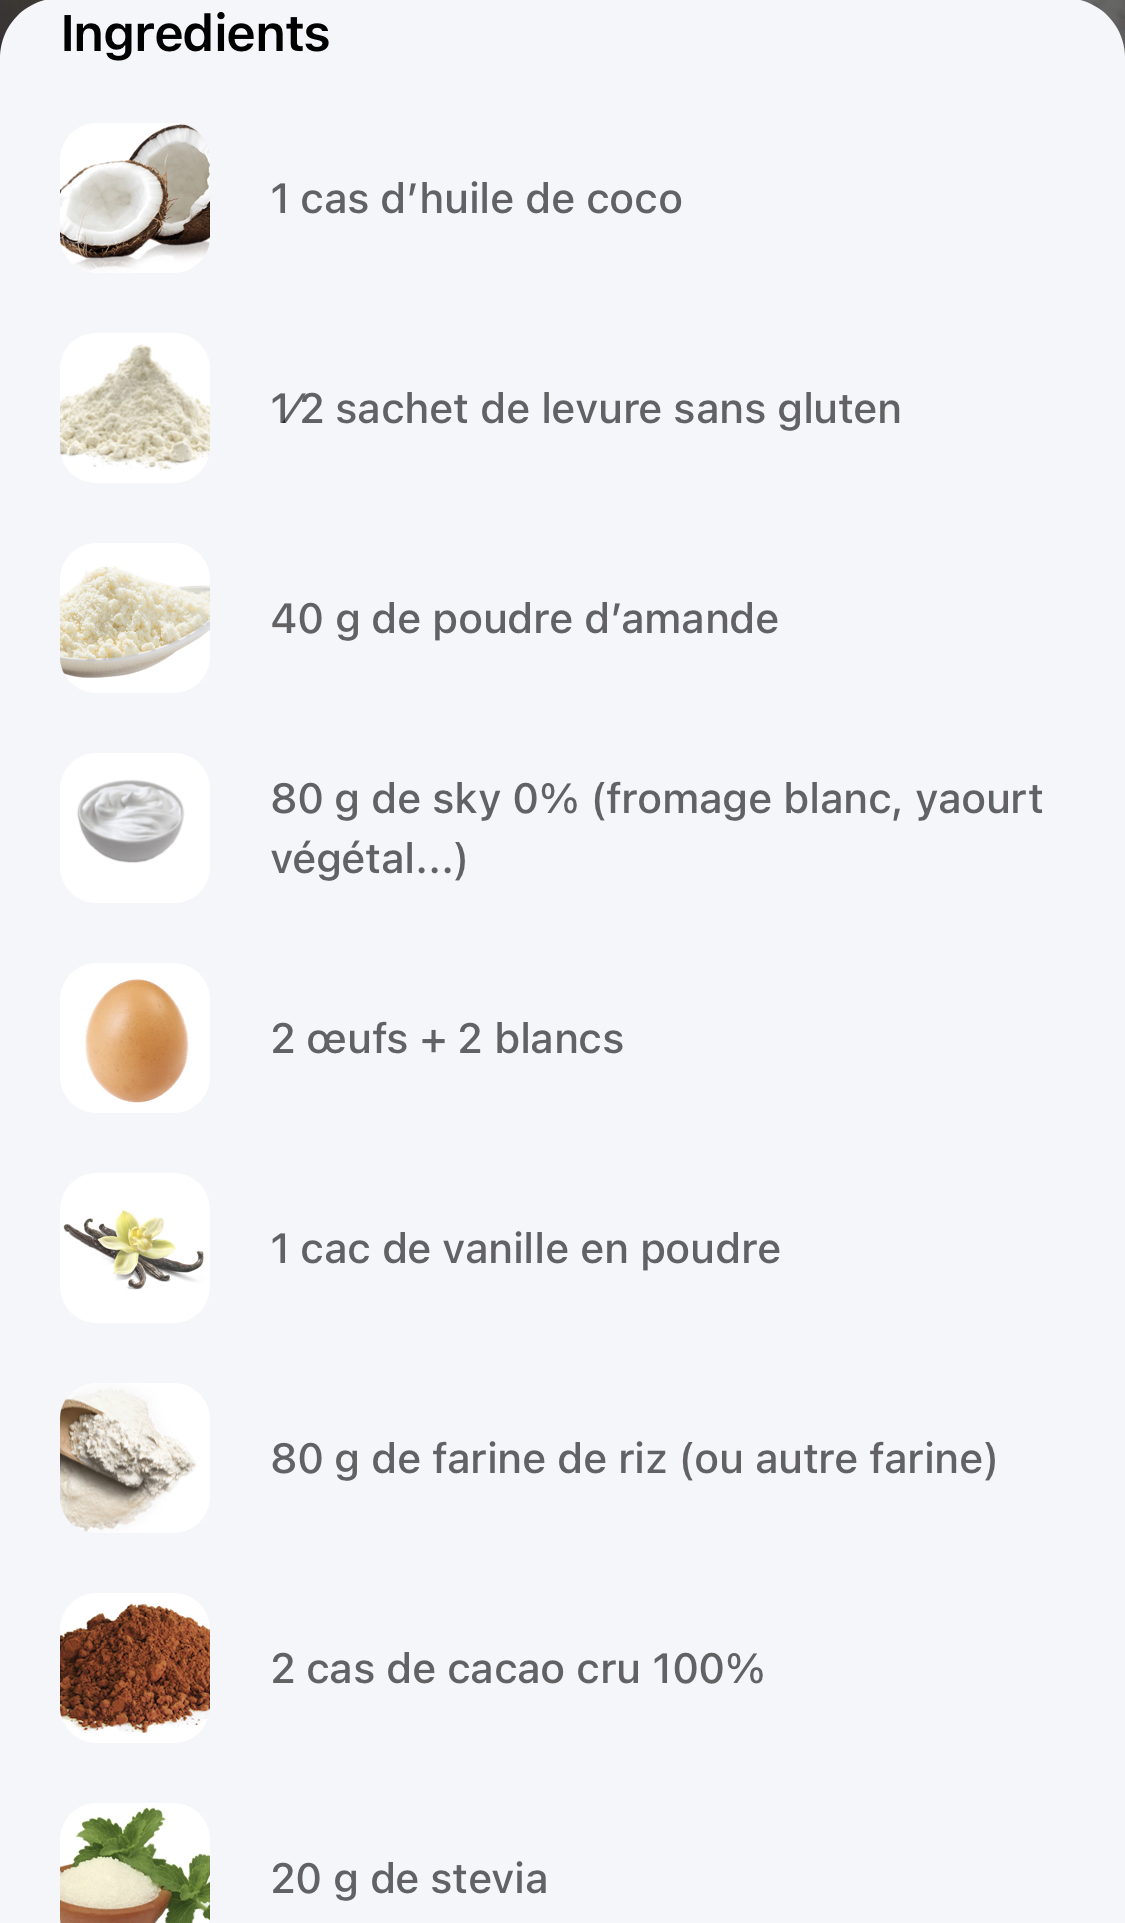 Ingredients
1 cas d’huile de coco
1⁄2 sachet de levure sans gluten
40 g de poudre d’amande
80 g de sky 0% (fromage blanc, yaourt
végétal...)
2 œufs + 2 blancs
1 cac de vanille en poudre
80 g de farine de riz (ou autre farine)
2 cas de cacao cru 100%
20 g de stevia